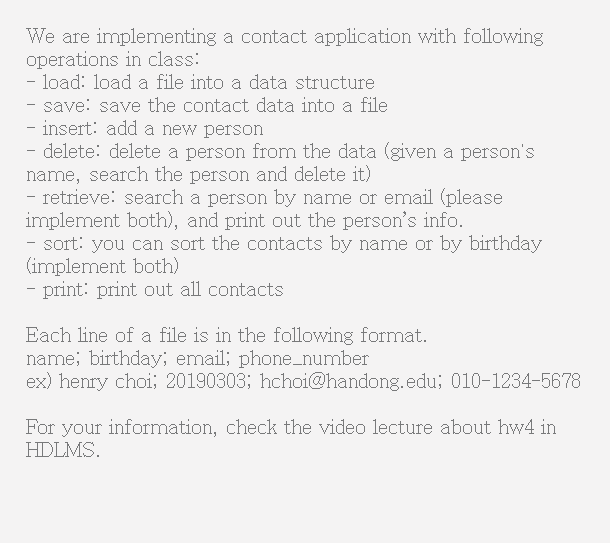 We are implementing a contact application with following
operations in class:
- load: load a file into a data structure
- save: save the contact data into a file
- insert: add a new person
- delete: delete a person from the data (given a person's
name, search the person and delete it)
- retrieve: search a person by name or email (please
implement both), and print out the person’s info.
- sort: you can sort the contacts by name or by birthday
(implement both)
- print: print out all contacts
Each line of a file is in the following format.
name; birthday; email; phone_number
ex) henry choi; 20190303; hchoi@handong.edu; 010-1234-5678
For your information, check the video lecture about hw4 in
HDLMS.